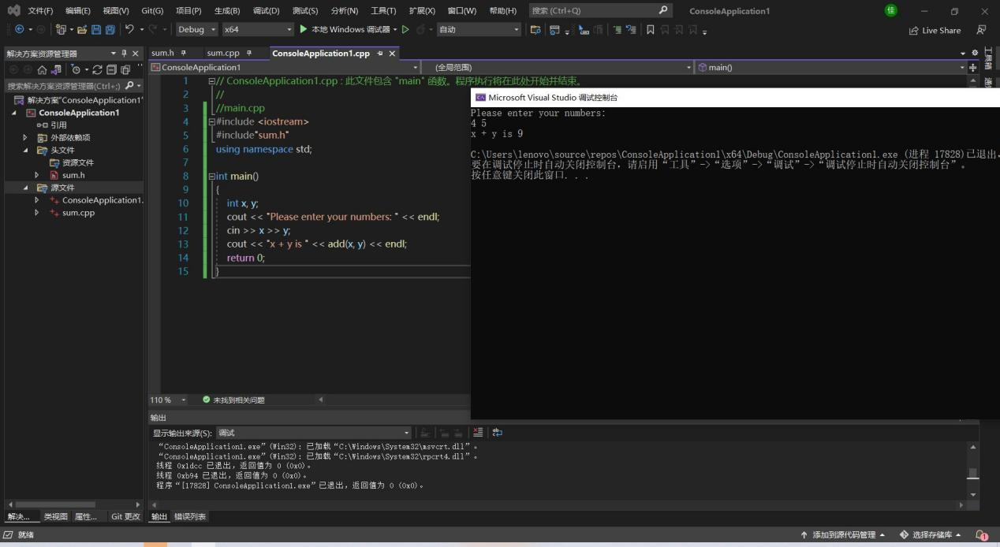 文件(F) 编辑(E) 视图(V) Git(G) 项目(P) 生成(B) 调试(D) 测试(S) 分析(N) 工具(T) 扩展(X) 窗口(W) 帮助(H) 搜索 (Ctrl+Q) ConsoleApplication1 佳
Debug x64 本地 Windows 调试器 自动 Live Share
解决方案资源管理器
搜索解决方案资源管理器(Ctrl+;)
解决方案"ConsoleApplication1"
ConsoleApplication1
引用
外部依赖项
头文件
资源文件
sum.h
源文件
ConsoleApplication1.
sum.cpp
解决... 类视图 属性... Git 更改
sum.h sum.cpp ConsoleApplication1.cpp
ConsoleApplication1 (全局范围) main()
1 // ConsoleApplication1.cpp : 此文件包含 "main" 函数。程序执行将在此处开始并结束。
2 //
3 //main.cpp
4 #include <iostream>
5 #include"sum.h"
6 using namespace std;
7
8 int main()
9 {
10 int x, y;
11 cout << "Please enter your numbers: " << endl;
12 cin >> x >> y;
13 cout << "x + y is " << add(x, y) << endl;
14 return 0;
15 }
110 % 未找到相关问题
Microsoft Visual Studio 调试控制台
Please enter your numbers:
4 5
x + y is 9
C:\Users\lenovo\source\repos\ConsoleApplication1\x64\Debug\ConsoleApplication1.exe (进程 17828)已退出,
要在调试停止时自动关闭控制台，请启用“工具”->“选项”->“调试”->“调试停止时自动关闭控制台”。
按任意键关闭此窗口. . .
工具箱
输出
显示输出来源(S): 调试
“ConsoleApplication1.exe”(Win32): 已加载“C:\Windows\System32\msvcrt.dll”。
“ConsoleApplication1.exe”(Win32): 已加载“C:\Windows\System32\rpcrt4.dll”。
线程 0x1dcc 已退出，返回值为 0 (0x0)。
线程 0xb94 已退出，返回值为 0 (0x0)。
程序“[17828] ConsoleApplication1.exe”已退出，返回值为 0 (0x0)。
输出 错误列表
就绪 添加到源代码管理 选择存储库 1